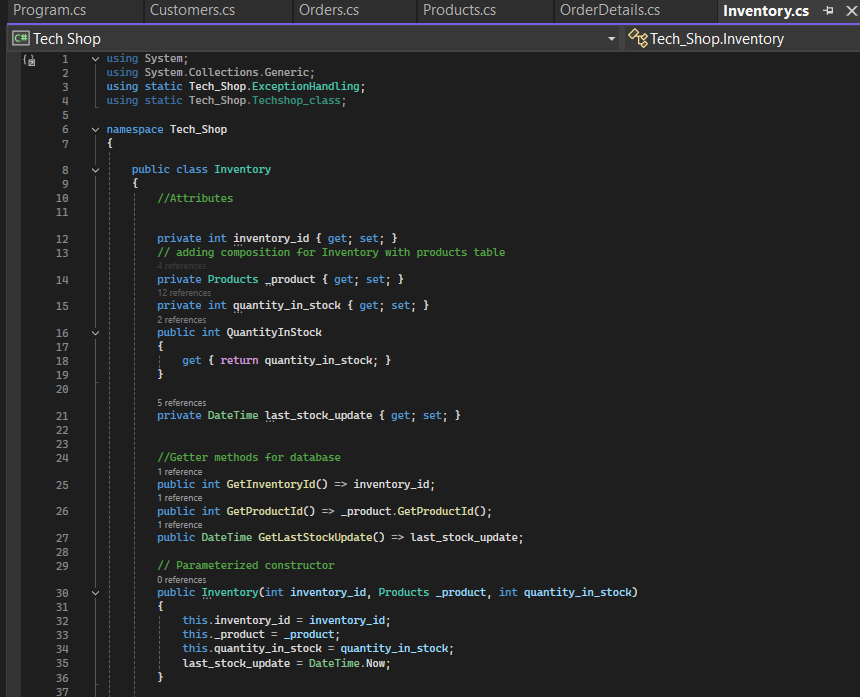 Program.cs Customers.cs Orders.cs Products.cs OrderDetails.cs Inventory.cs
C# Tech Shop Tech_Shop.Inventory
1 using System;
2 using System.Collections.Generic;
3 using static Tech_Shop.ExceptionHandling;
4 using static Tech_Shop.Techshop_class;
5
6 namespace Tech_Shop
7 {
8 public class Inventory
9 {
10 //Attributes
11
12 private int inventory_id { get; set; }
13 // adding composition for Inventory with products table
4 references
14 private Products _product { get; set; }
12 references
15 private int quantity_in_stock { get; set; }
2 references
16 public int QuantityInStock
17 {
18 get { return quantity_in_stock; }
19 }
20
5 references
21 private DateTime last_stock_update { get; set; }
22
23
24 //Getter methods for database
1 reference
25 public int GetInventoryId() => inventory_id;
1 reference
26 public int GetProductId() => _product.GetProductId();
1 reference
27 public DateTime GetLastStockUpdate() => last_stock_update;
28
29 // Parameterized constructor
0 references
30 public Inventory(int inventory_id, Products _product, int quantity_in_stock)
31 {
32 this.inventory_id = inventory_id;
33 this._product = _product;
34 this.quantity_in_stock = quantity_in_stock;
35 last_stock_update = DateTime.Now;
36 }
37